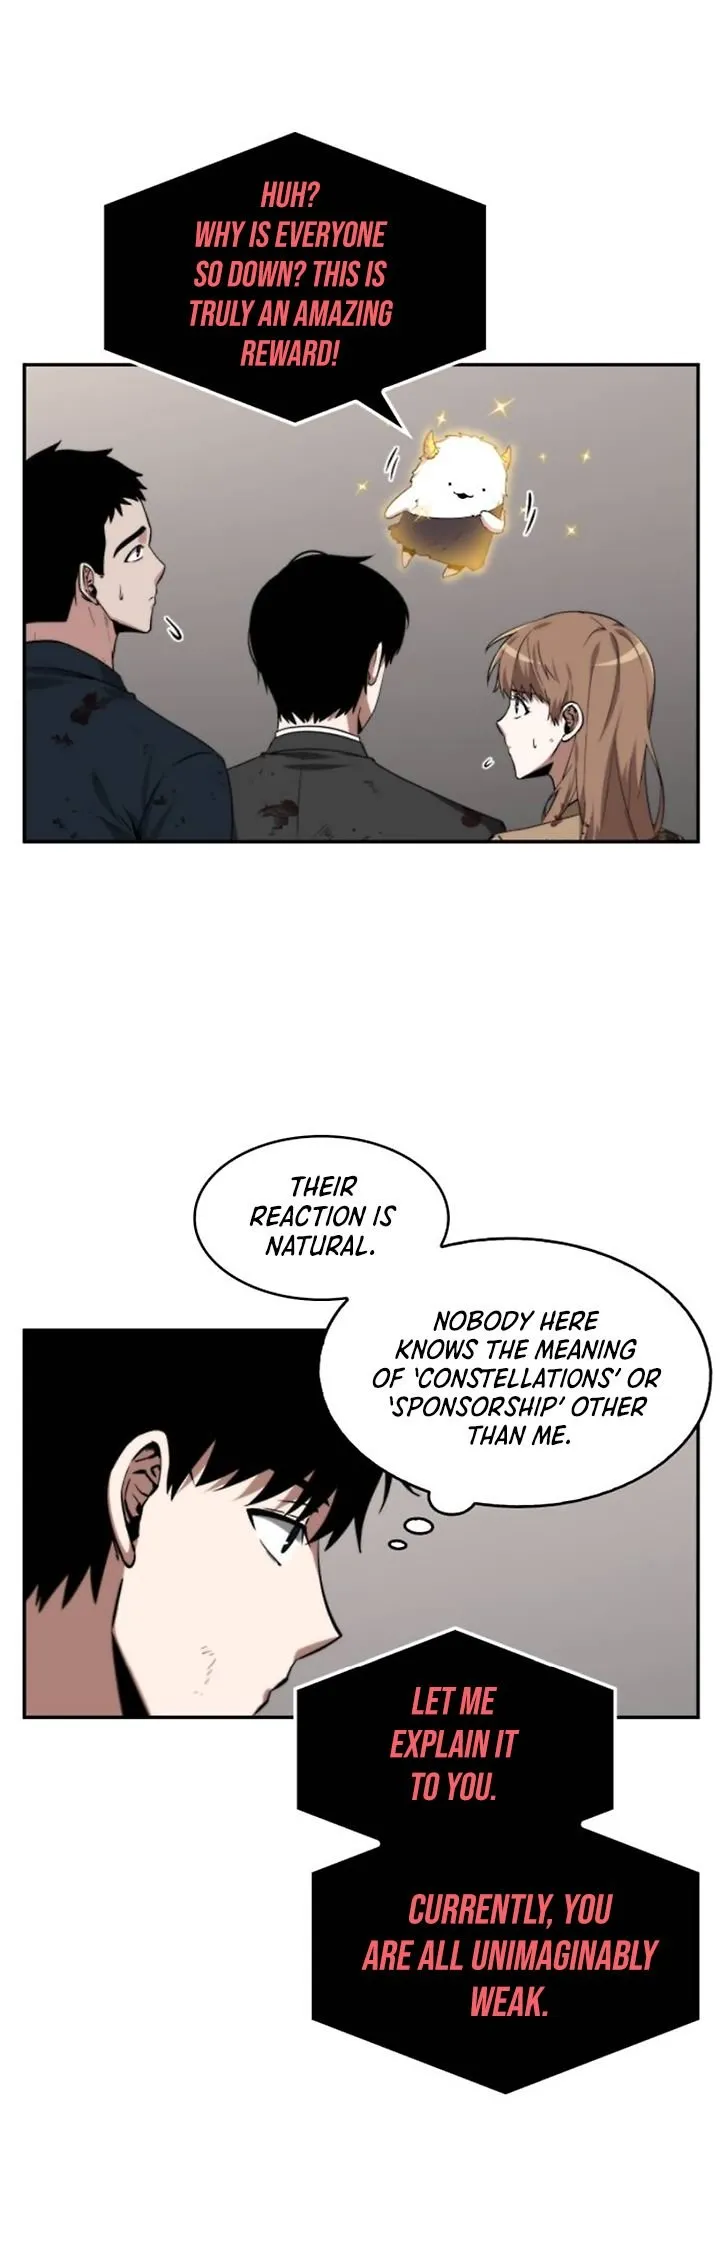 HUH?
WHY IS EVERYONE
SO DOWN? THIS IS
TRULY AN AMAZING
REWARD!
THEIR
REACTION IS
NATURAL.
NOBODY HERE
KNOWS THE MEANING
OF ‘CONSTELLATIONS’ OR
‘SPONSORSHIP’ OTHER
THAN ME.
LET ME
EXPLAIN IT
TO YOU.
CURRENTLY, YOU
ARE ALL UNIMAGINABLY
WEAK.